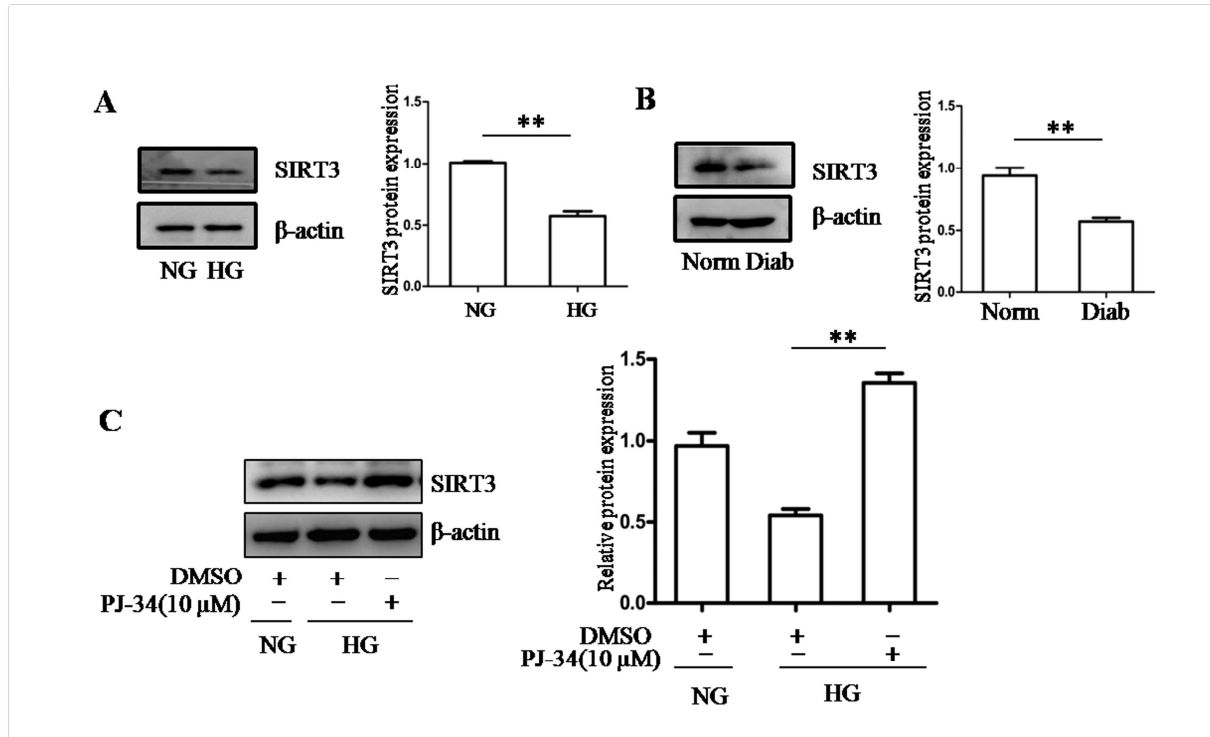 A
SIRT3
β-actin
NG HG
SIRT3 protein expression
1.5
1.0
0.5
0.0
**
NG HG
B
SIRT3
β-actin
Norm Diab
SIRT3 protein expression
1.5
1.0
0.5
0.0
**
Norm Diab
C
SIRT3
β-actin
DMSO + + −
PJ-34(10 μM) − − +
NG HG
Relative protein expression
1.5
1.0
0.5
0.0
**
DMSO + + −
PJ-34(10 μM) − − +
NG HG